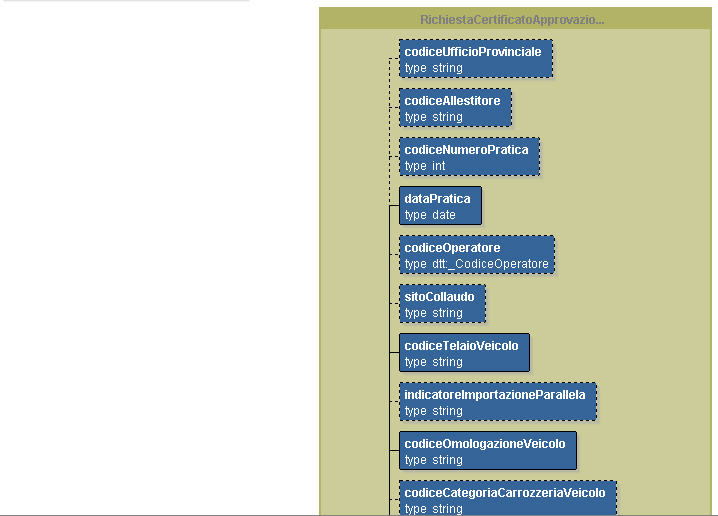 RichiestaCertificatoApprovazio...
codiceUfficioProvinciale
type string
codiceAllestitore
type string
codiceNumeroPratica
type int
dataPratica
type date
codiceOperatore
type dtt:_CodiceOperatore
sitoCollaudo
type string
codiceTelaioVeicolo
type string
indicatoreImportazioneParallela
type string
codiceOmologazioneVeicolo
type string
codiceCategoriaCarrozzeriaVeicolo
type string